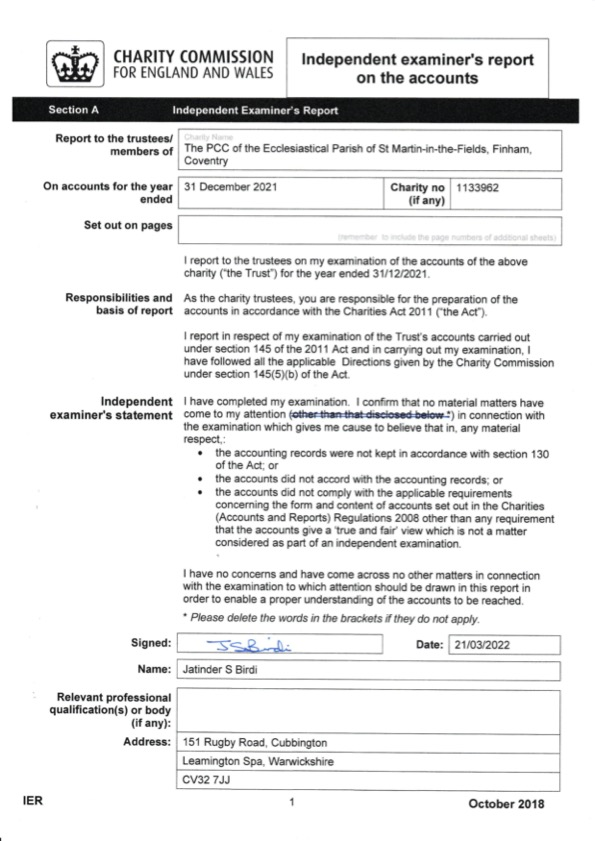 CHARITY COMMISSION
FOR ENGLAND AND WALES
Independent examiner's report
on the accounts
Section A Independent Examiner's Report
Report to the trustees/
members of
Charity Name
The PCC of the Ecclesiastical Parish of St Martin-in-the-Fields, Finham,
Coventry
On accounts for the year
ended
31 December 2021
Charity no
(if any)
1133962
Set out on pages
(remember to include the page numbers of additional sheets)
I report to the trustees on my examination of the accounts of the above
charity ("the Trust") for the year ended 31/12/2021.
Responsibilities and
basis of report
As the charity trustees, you are responsible for the preparation of the
accounts in accordance with the Charities Act 2011 ("the Act").
I report in respect of my examination of the Trust's accounts carried out
under section 145 of the 2011 Act and in carrying out my examination, I
have followed all the applicable Directions given by the Charity Commission
under section 145(5)(b) of the Act.
Independent
examiner's statement
I have completed my examination. I confirm that no material matters have
come to my attention (other than that disclosed below *) in connection with
the examination which gives me cause to believe that in, any material
respect,:
• the accounting records were not kept in accordance with section 130
of the Act; or
• the accounts did not accord with the accounting records; or
• the accounts did not comply with the applicable requirements
concerning the form and content of accounts set out in the Charities
(Accounts and Reports) Regulations 2008 other than any requirement
that the accounts give a 'true and fair' view which is not a matter
considered as part of an independent examination.
I have no concerns and have come across no other matters in connection
with the examination to which attention should be drawn in this report in
order to enable a proper understanding of the accounts to be reached.
* Please delete the words in the brackets if they do not apply.
Signed: JSBirdi Date: 21/03/2022
Name: Jatinder S Birdi
Relevant professional
qualification(s) or body
(if any):
Address: 151 Rugby Road, Cubbington
Leamington Spa, Warwickshire
CV32 7JJ
IER 1 October 2018